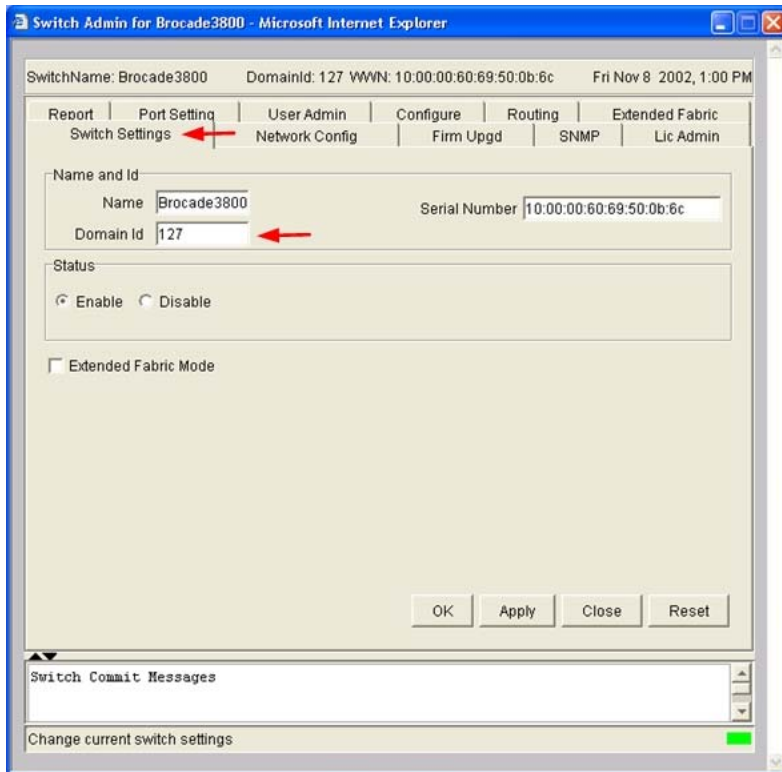 Switch Admin for Brocade3800 - Microsoft Internet Explorer
SwitchName: Brocade3800 DomainId: 127 WWN: 10:00:00:60:69:50:0b:6c Fri Nov 8 2002, 1:00 PM
Report Port Setting User Admin Configure Routing Extended Fabric
Switch Settings Network Config Firm Upgd SNMP Lic Admin
Name and Id
Name Brocade3800 Serial Number 10:00:00:60:69:50:0b:6c
Domain Id 127
Status
Enable Disable
Extended Fabric Mode
OK Apply Close Reset
Switch Commit Messages
Change current switch settings